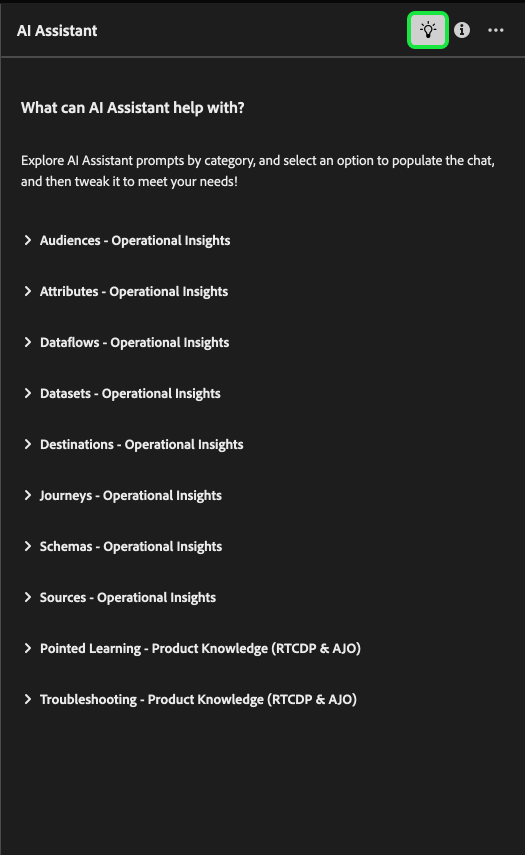 AI Assistant
What can AI Assistant help with?
Explore AI Assistant prompts by category, and select an option to populate the chat,
and then tweak it to meet your needs!
Audiences - Operational Insights
Attributes - Operational Insights
Dataflows - Operational Insights
Datasets - Operational Insights
Destinations - Operational Insights
Journeys - Operational Insights
Schemas - Operational Insights
Sources - Operational Insights
Pointed Learning - Product Knowledge (RTCDP & AJO)
Troubleshooting - Product Knowledge (RTCDP & AJO)